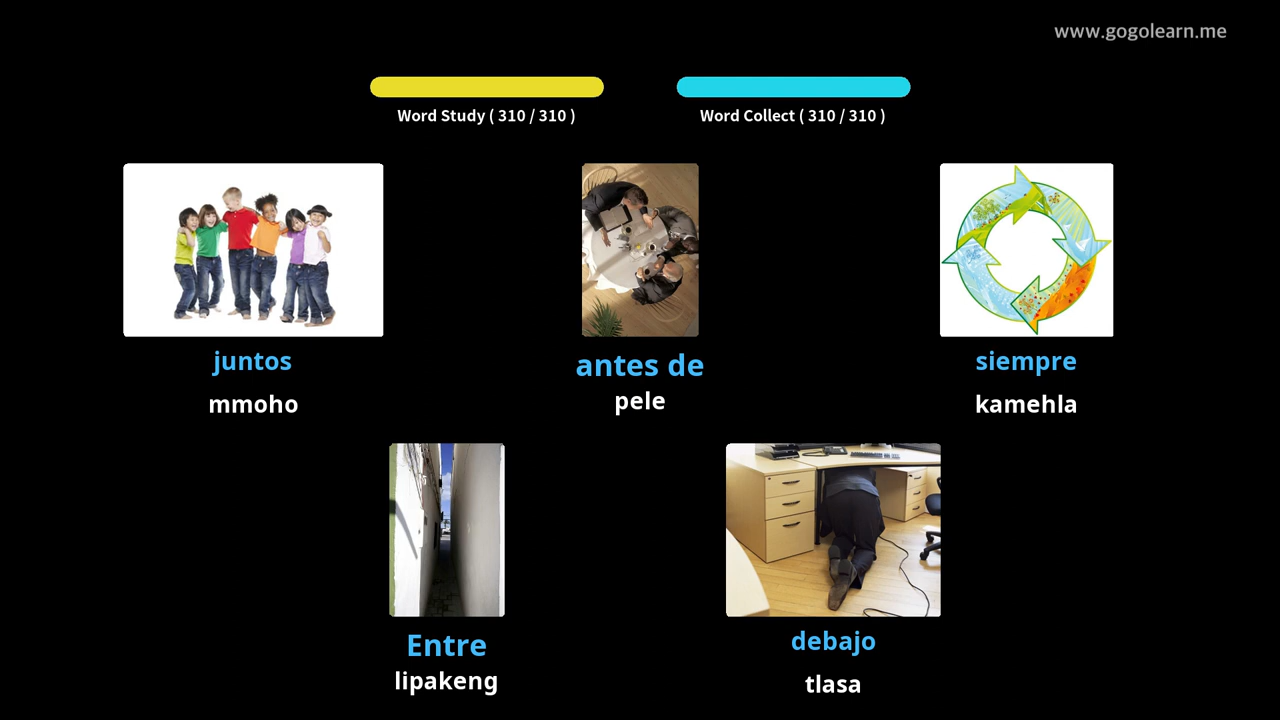 www.gogolearn.me
Word Study ( 310 / 310 )
Word Collect ( 310 / 310 )
juntos
mmoho
antes de
pele
siempre
kamehla
Entre
lipakeng
debajo
tlasa